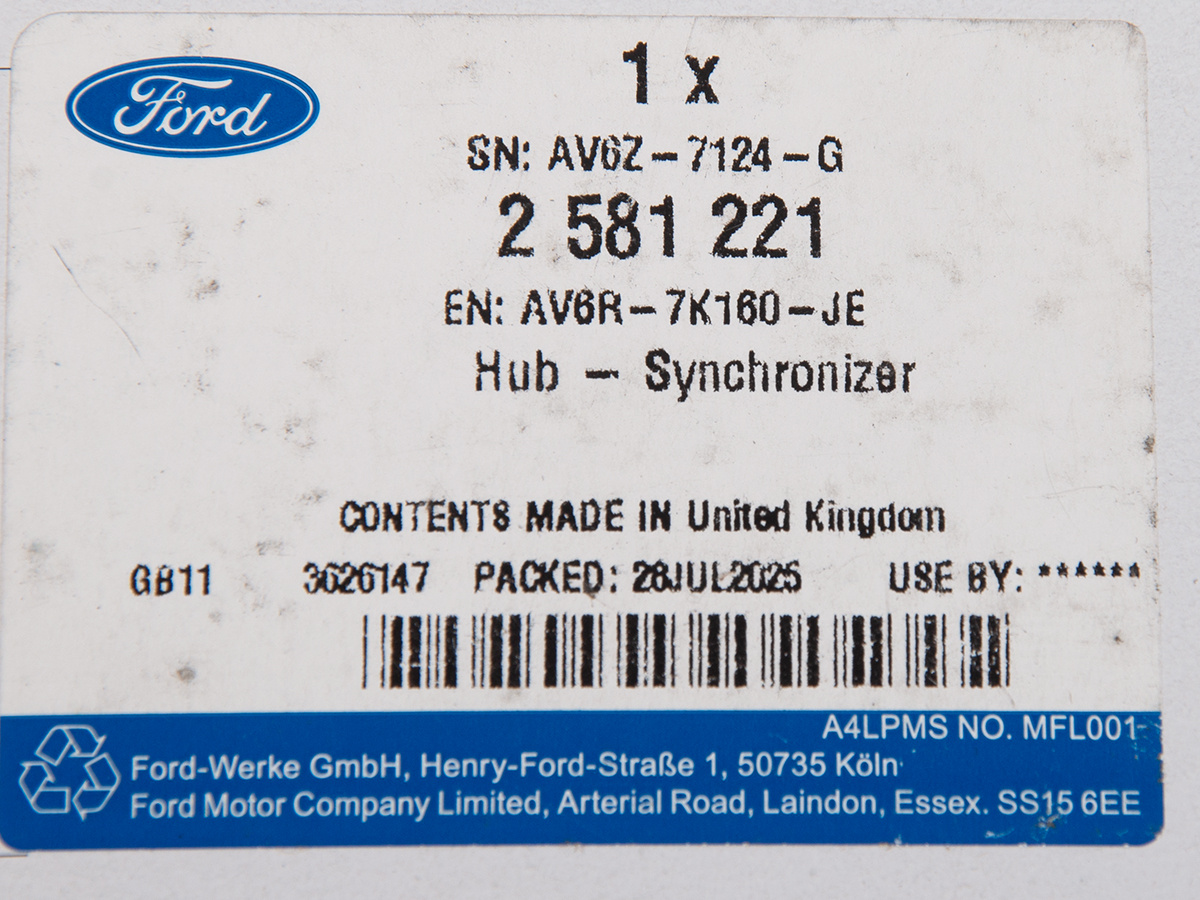 Ford
1 x
SN: AV6Z-7124-G
2 581 221
EN: AV6R-7K160-JE
Hub - Synchronizer
CONTENTS MADE IN United Kingdom
GB11 3626147 PACKED: 28JUL2025 USE BY: ******
A4LPMS NO. MFL001
Ford-Werke GmbH, Henry-Ford-Straße 1, 50735 Köln
Ford Motor Company Limited, Arterial Road, Laindon, Essex. SS15 6EE